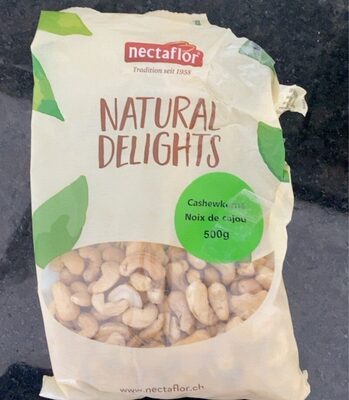 nectaflor
Tradition seit 1958
NATURAL
DELIGHTS
Cashewkerne
Noix de cajou
500g
www.nectaflor.ch